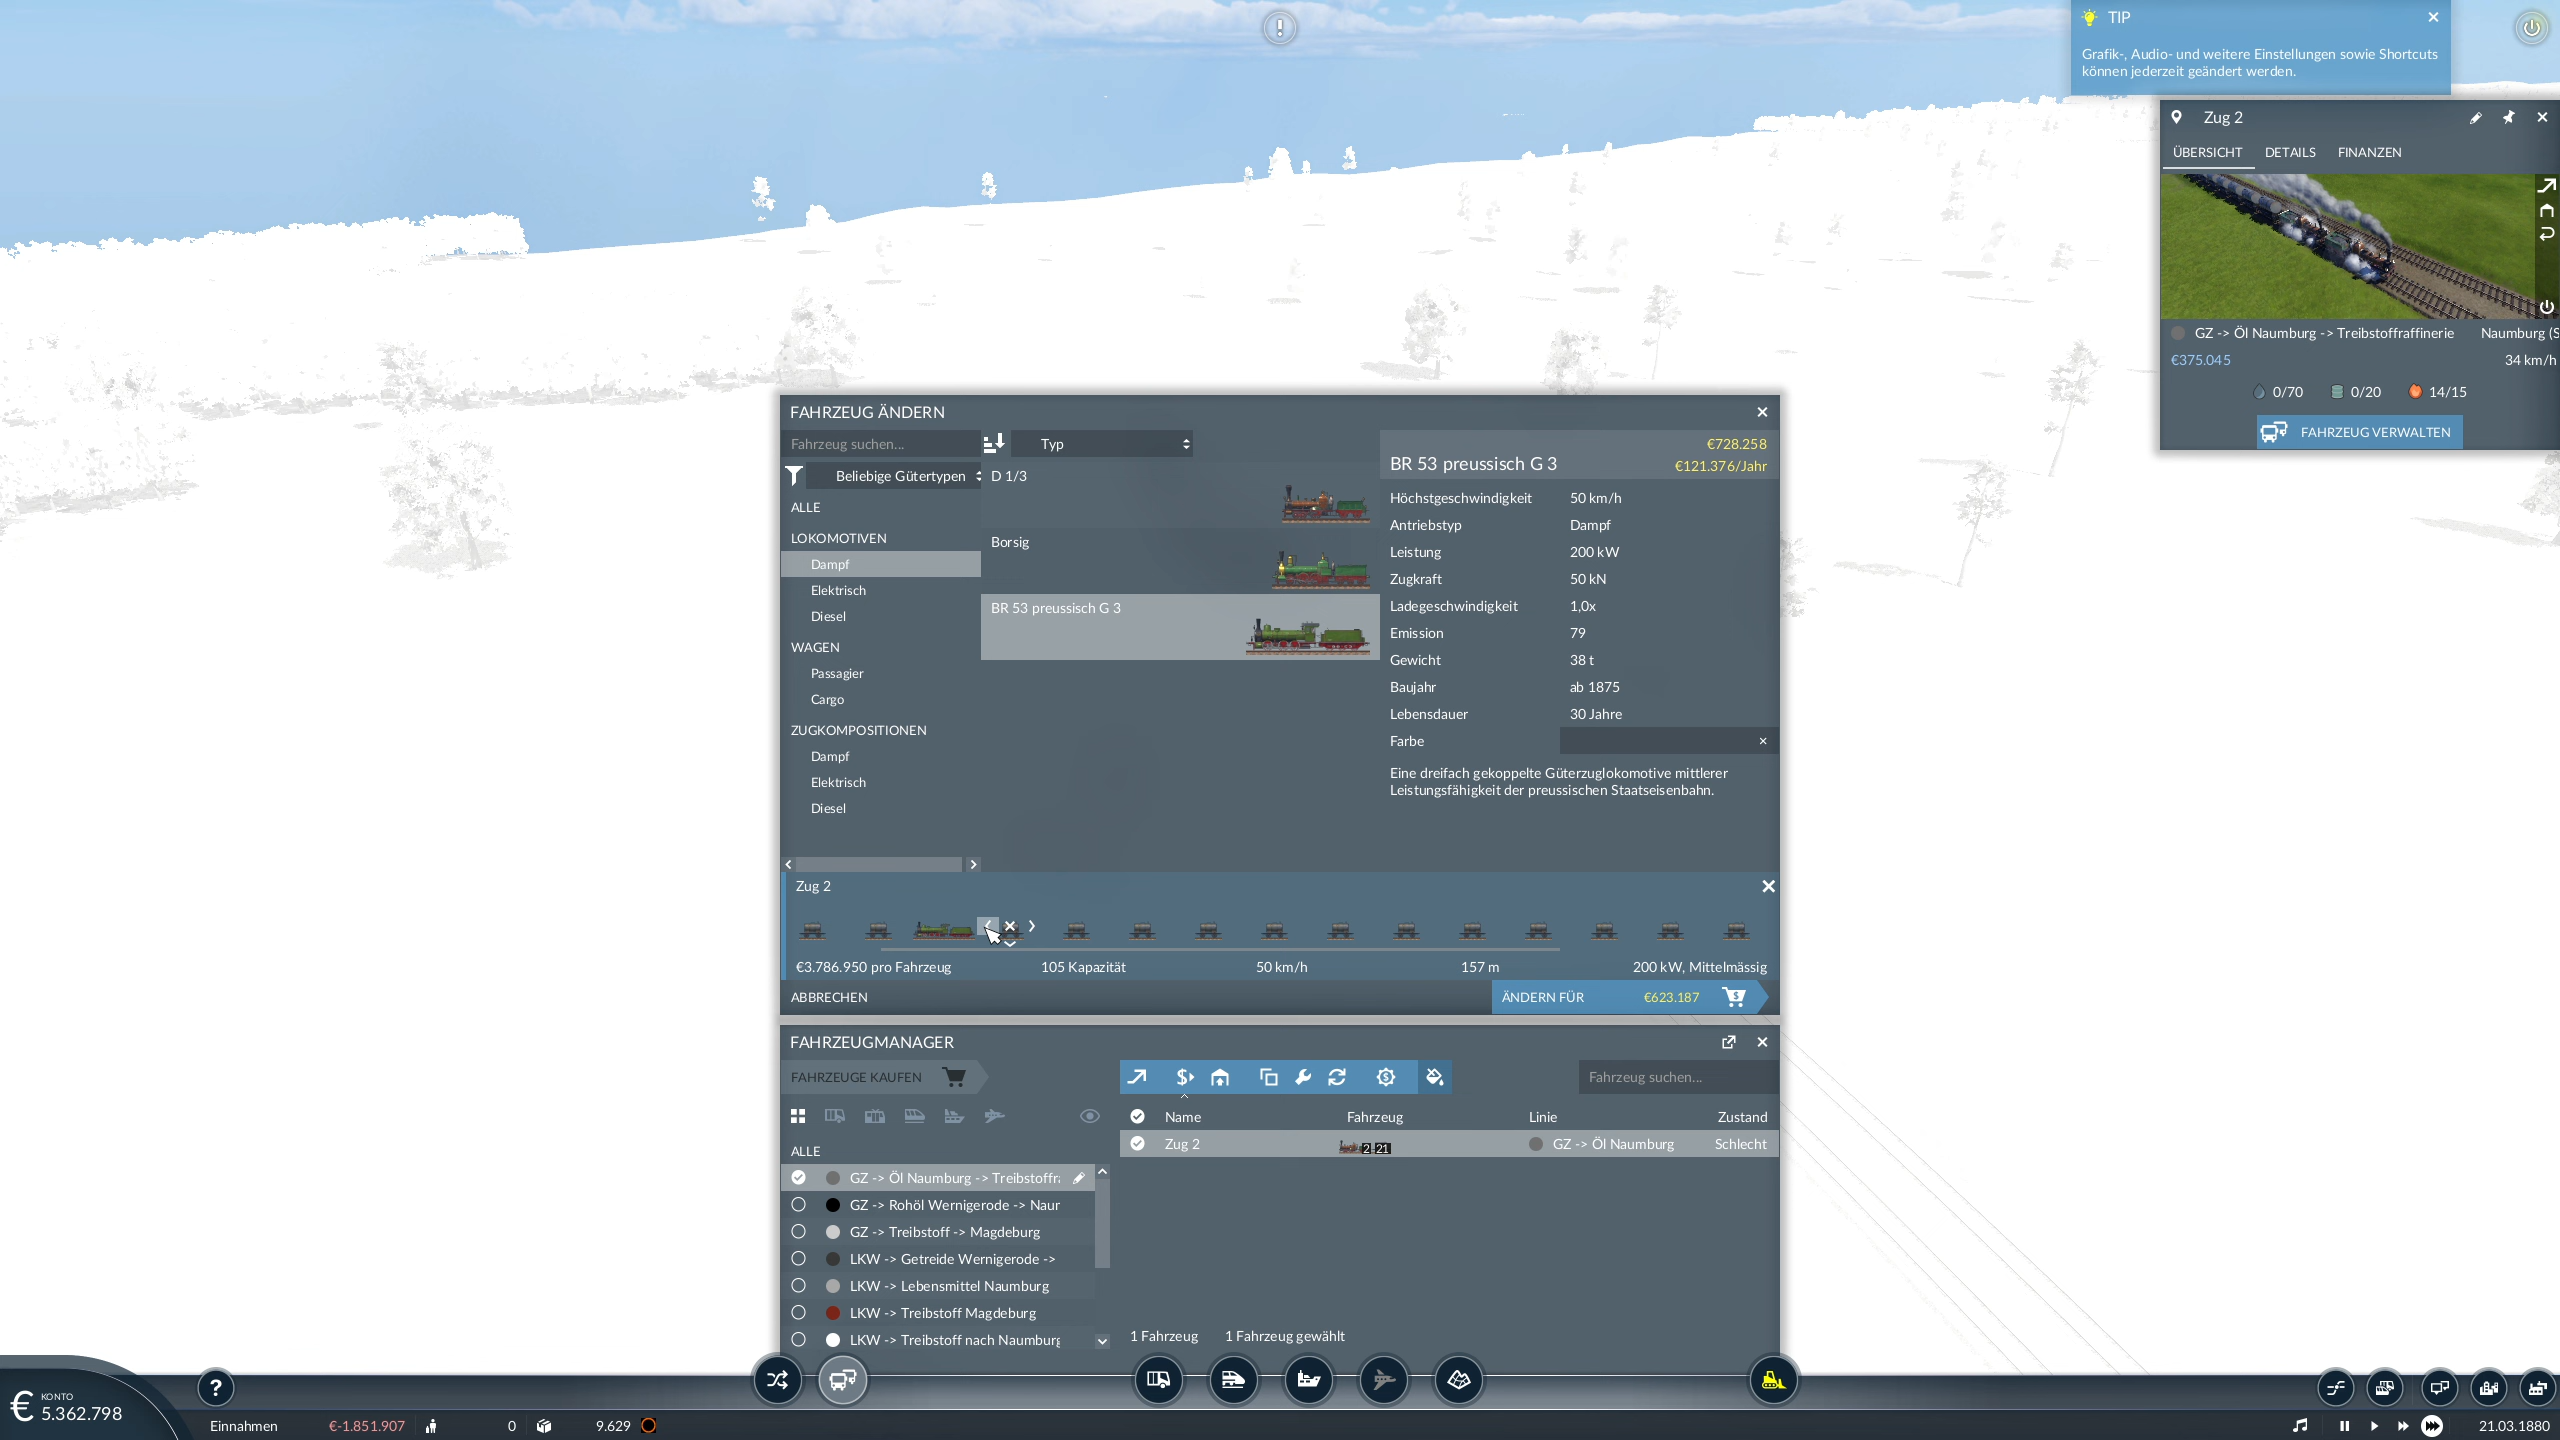 TIP
Grafik-, Audio- und weitere Einstellungen sowie Shortcuts
können jederzeit geändert werden.
Zug 2
ÜBERSICHT DETAILS FINANZEN
GZ -> Öl Naumburg -> Treibstoffraffinerie Naumburg (S
€375.045 34 km/h
0/70 0/20 14/15
FAHRZEUG VERWALTEN
FAHRZEUG ÄNDERN
Fahrzeug suchen...
Typ
Beliebige Gütertypen
ALLE
LOKOMOTIVEN
Dampf
Elektrisch
Diesel
WAGEN
Passagier
Cargo
ZUGKOMPOSITIONEN
Dampf
Elektrisch
Diesel
D 1/3
Borsig
BR 53 preussisch G 3
€728.258
BR 53 preussisch G 3 €121.376/Jahr
Höchstgeschwindigkeit 50 km/h
Antriebstyp Dampf
Leistung 200 kW
Zugkraft 50 kN
Ladegeschwindigkeit 1,0x
Emission 79
Gewicht 38 t
Baujahr ab 1875
Lebensdauer 30 Jahre
Farbe
Eine dreifach gekoppelte Güterzuglokomotive mittlerer
Leistungsfähigkeit der preussischen Staatseisenbahn.
Zug 2
€3.786.950 pro Fahrzeug 105 Kapazität 50 km/h 157 m 200 kW, Mittelmässig
ABBRECHEN ÄNDERN FÜR €623.187
FAHRZEUGMANAGER
FAHRZEUGE KAUFEN
Fahrzeug suchen...
ALLE
GZ -> Öl Naumburg -> Treibstoffr
GZ -> Rohöl Wernigerode -> Naur
GZ -> Treibstoff -> Magdeburg
LKW -> Getreide Wernigerode ->
LKW -> Lebensmittel Naumburg
LKW -> Treibstoff Magdeburg
LKW -> Treibstoff nach Naumburg
Name Fahrzeug Linie Zustand
Zug 2 2 21 GZ -> Öl Naumburg Schlecht
1 Fahrzeug 1 Fahrzeug gewählt
KONTO
€ 5.362.798
Einnahmen €-1.851.907 0 9.629 21.03.1880